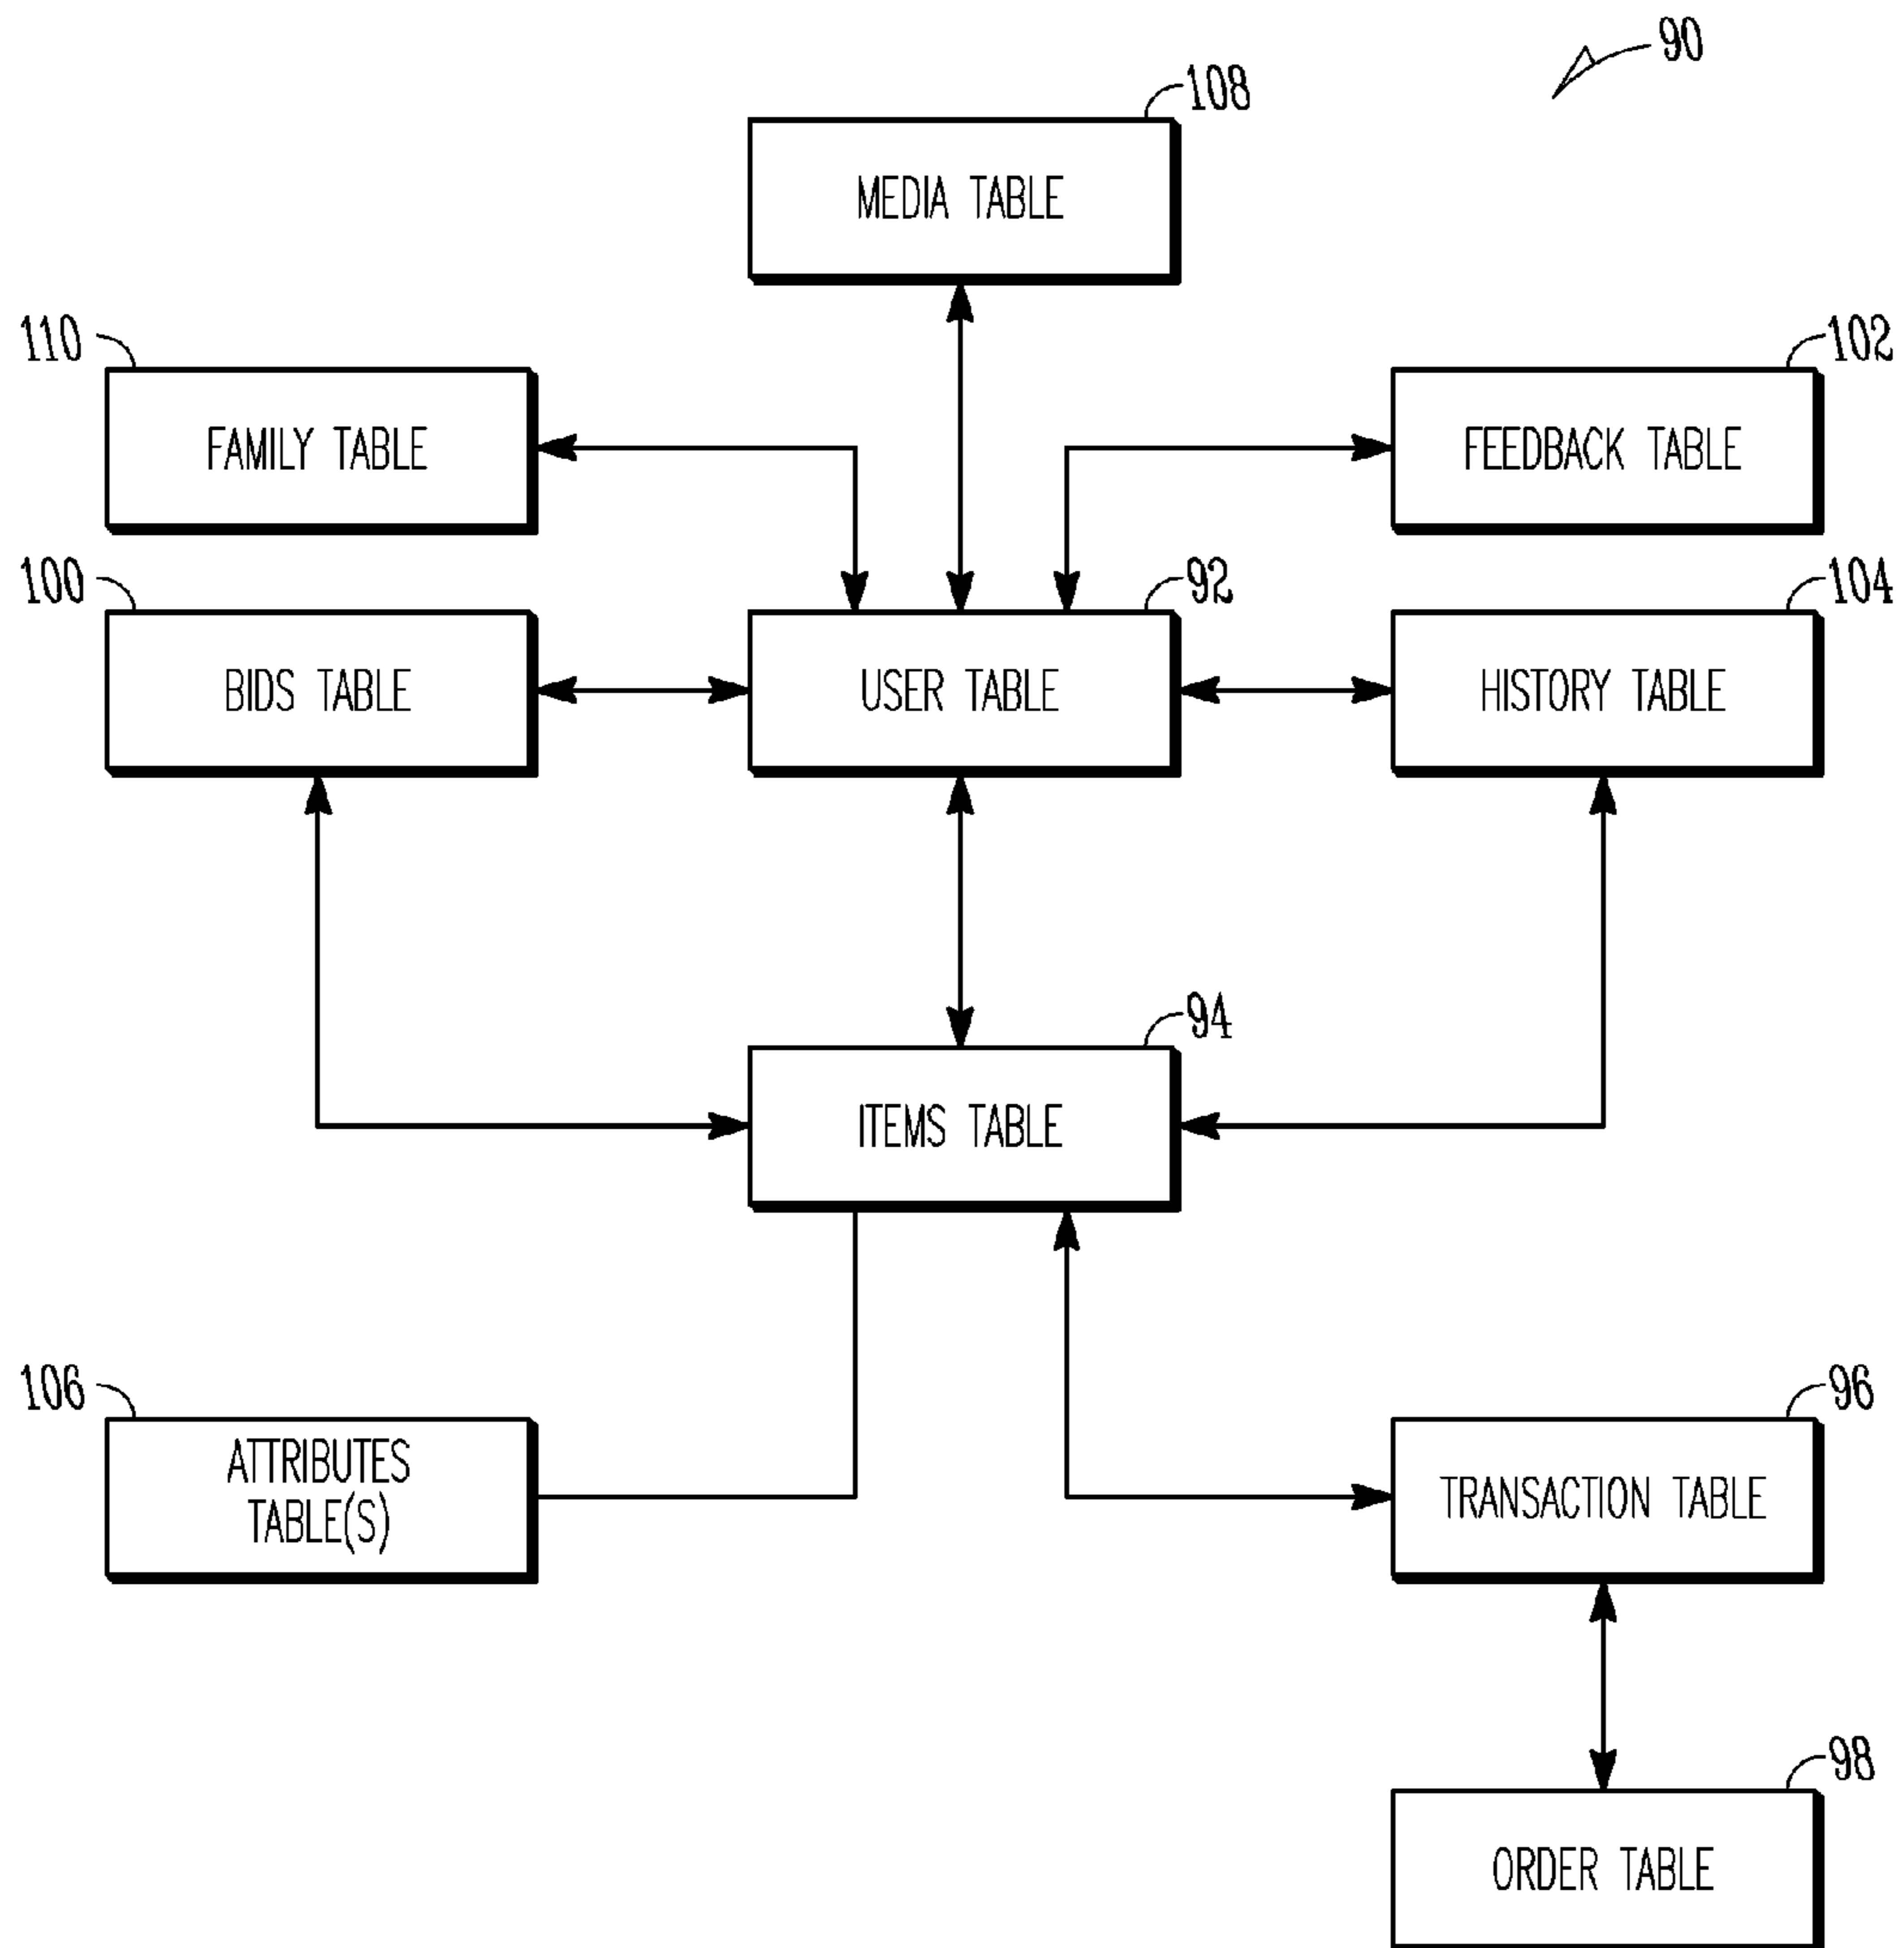 90
108
MEDIA TABLE
110
FAMILY TABLE
102
FEEDBACK TABLE
100
BIDS TABLE
92
USER TABLE
104
HISTORY TABLE
94
ITEMS TABLE
106
ATTRIBUTES
TABLE(S)
96
TRANSACTION TABLE
98
ORDER TABLE